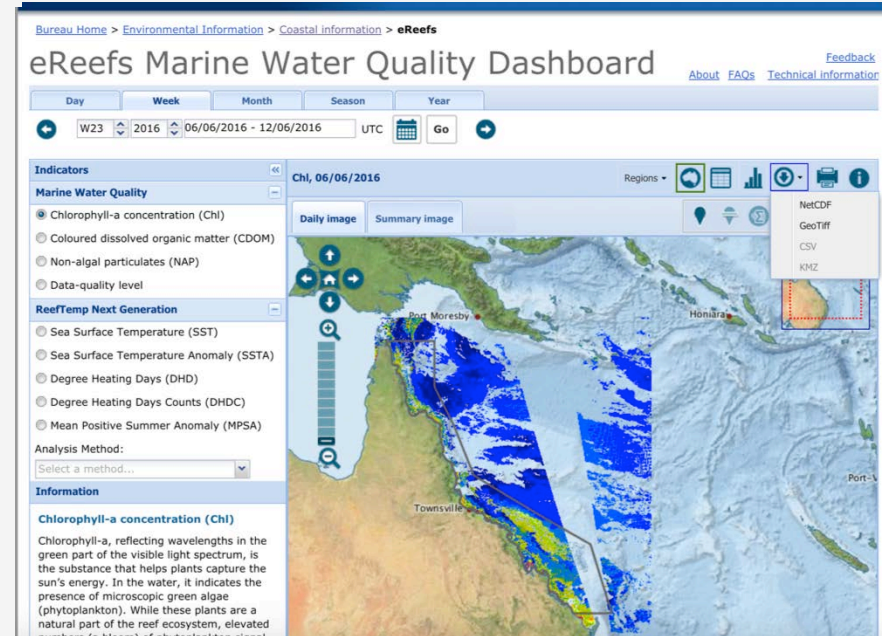 Bureau Home > Environmental Information > Coastal information > eReefs
eReefs Marine Water Quality Dashboard
Feedback
About FAQs Technical information
Day Week Month Season Year
W23 2016 06/06/2016 - 12/06/2016 UTC Go
Indicators
Marine Water Quality
Chlorophyll-a concentration (Chl)
Coloured dissolved organic matter (CDOM)
Non-algal particulates (NAP)
Data-quality level
ReefTemp Next Generation
Sea Surface Temperature (SST)
Sea Surface Temperature Anomaly (SSTA)
Degree Heating Days (DHD)
Degree Heating Days Counts (DHDC)
Mean Positive Summer Anomaly (MPSA)
Analysis Method:
Select a method...
Information
Chlorophyll-a concentration (Chl)
Chlorophyll-a, reflecting wavelengths in the
green part of the visible light spectrum, is
the substance that helps plants capture the
sun's energy. In the water, it indicates the
presence of microscopic green algae
(phytoplankton). While these plants are a
natural part of the reef ecosystem, elevated
Chl, 06/06/2016
Regions
Daily image Summary image
NetCDF
GeoTiff
CSV
KMZ
Port Moresby
Honiara
Townsville